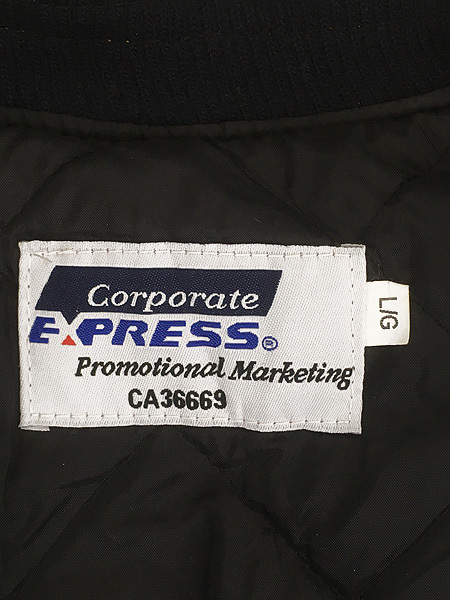 Corporate
EXPRESS®
Promotional Marketing
CA36669
L/G